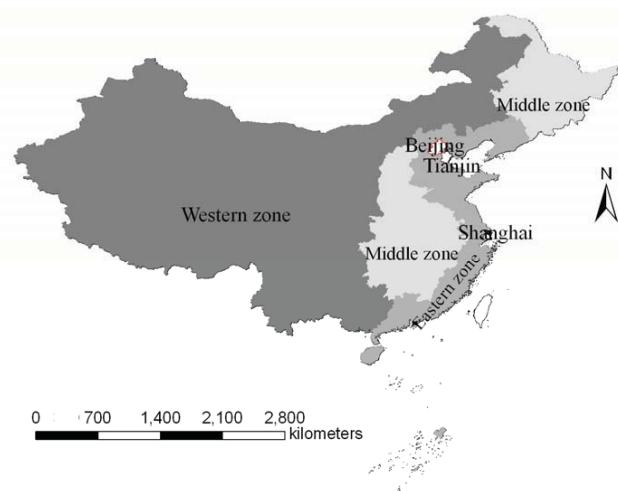 Middle zone
Beijing
Tianjin
N
Western zone
Shanghai
Middle zone
Eastern zone
0 700 1,400 2,100 2,800
kilometers